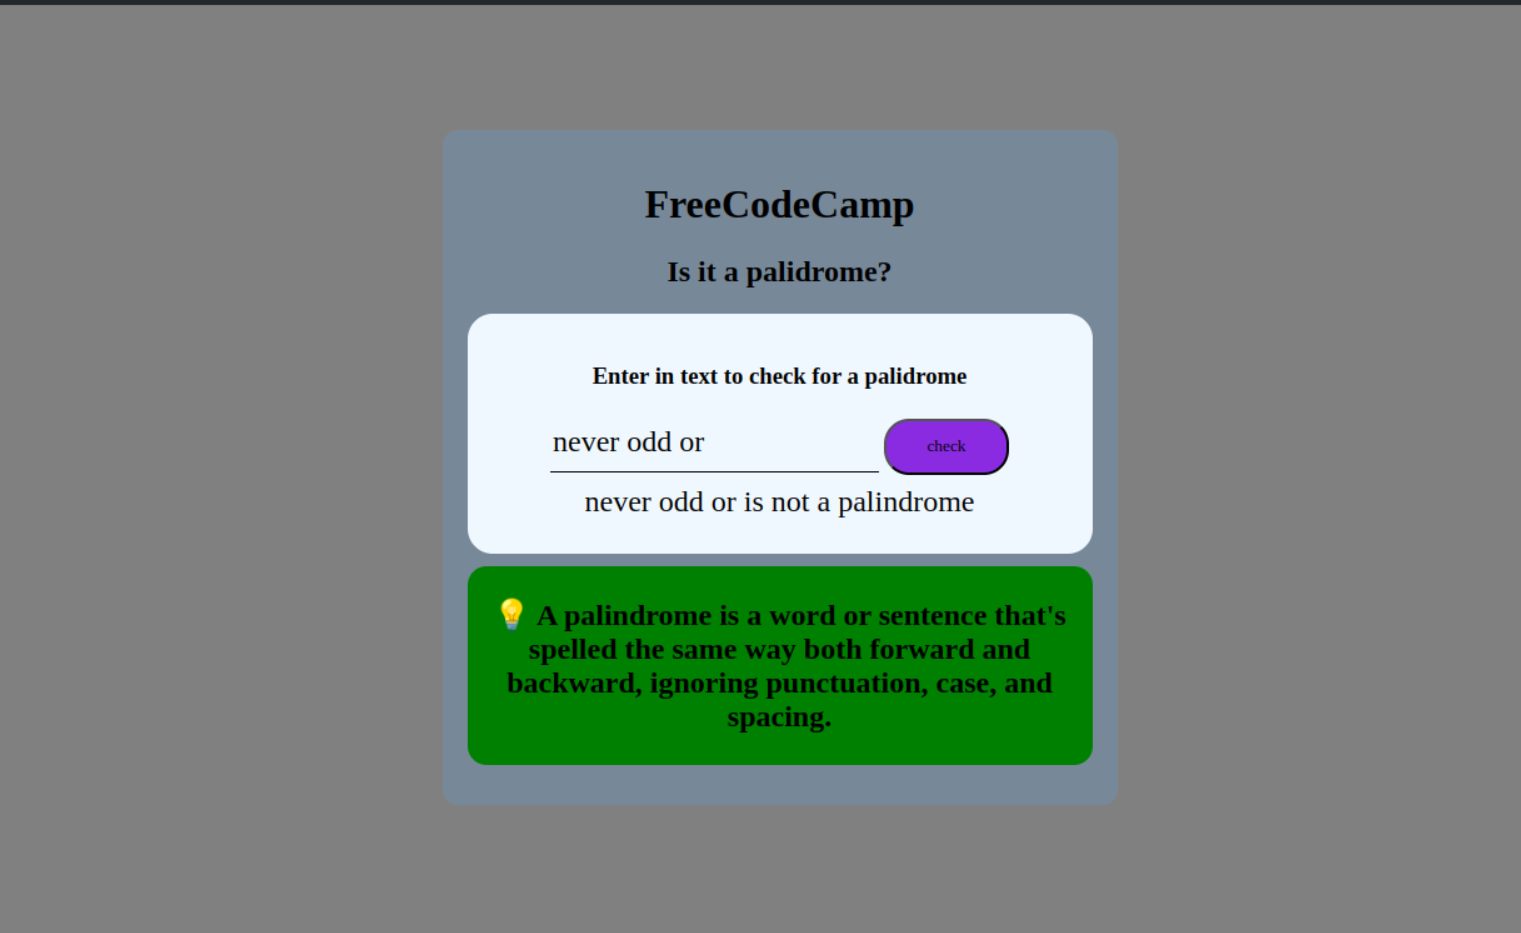 FreeCodeCamp
Is it a palidrome?
Enter in text to check for a palidrome
never odd or
check
never odd or is not a palindrome
💡 A palindrome is a word or sentence that's
spelled the same way both forward and
backward, ignoring punctuation, case, and
spacing.